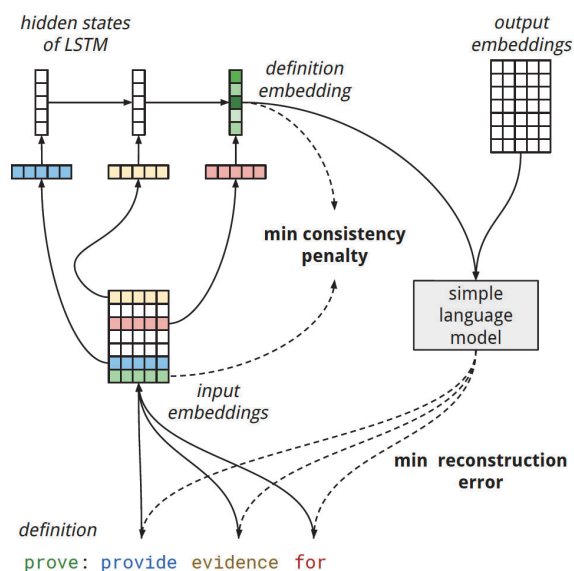 hidden states
of LSTM
output
embeddings
definition
embedding
min consistency
penalty
simple
language
model
input
embeddings
min reconstruction
error
definition
prove: provide evidence for